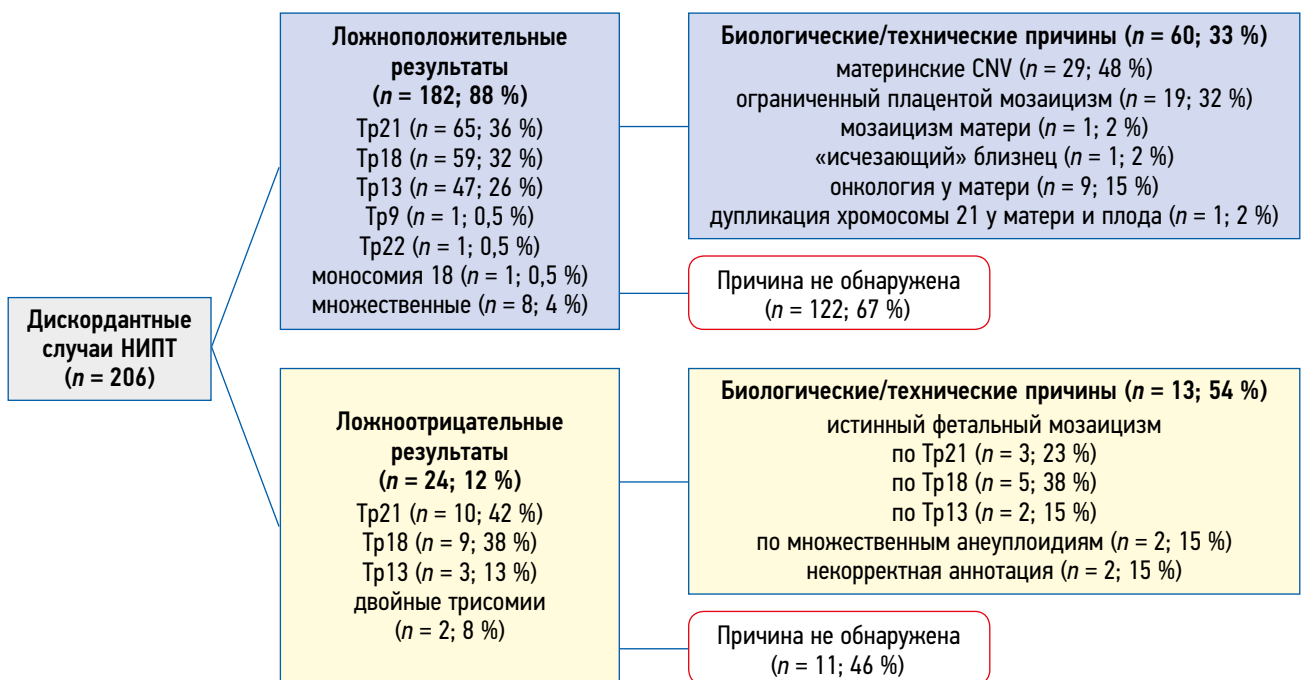 Дискордантные
случаи НИПТ
(n = 206)
Ложноположительные
результаты
(n = 182; 88 %)
Тр21 (n = 65; 36 %)
Тр18 (n = 59; 32 %)
Тр13 (n = 47; 26 %)
Тр9 (n = 1; 0,5 %)
Тр22 (n = 1; 0,5 %)
моносомия 18 (n = 1; 0,5 %)
множественные (n = 8; 4 %)
Биологические/технические причины (n = 60; 33 %)
материнские CNV (n = 29; 48 %)
ограниченный плацентой мозаицизм (n = 19; 32 %)
мозаицизм матери (n = 1; 2 %)
«исчезающий» близнец (n = 1; 2 %)
онкология у матери (n = 9; 15 %)
дупликация хромосомы 21 у матери и плода (n = 1; 2 %)
Причина не обнаружена
(n = 122; 67 %)
Ложноотрицательные
результаты
(n = 24; 12 %)
Тр21 (n = 10; 42 %)
Тр18 (n = 9; 38 %)
Тр13 (n = 3; 13 %)
двойные трисомии
(n = 2; 8 %)
Биологические/технические причины (n = 13; 54 %)
истинный фетальный мозаицизм
по Тр21 (n = 3; 23 %)
по Тр18 (n = 5; 38 %)
по Тр13 (n = 2; 15 %)
по множественным анеуплоидиям (n = 2; 15 %)
некорректная аннотация (n = 2; 15 %)
Причина не обнаружена
(n = 11; 46 %)